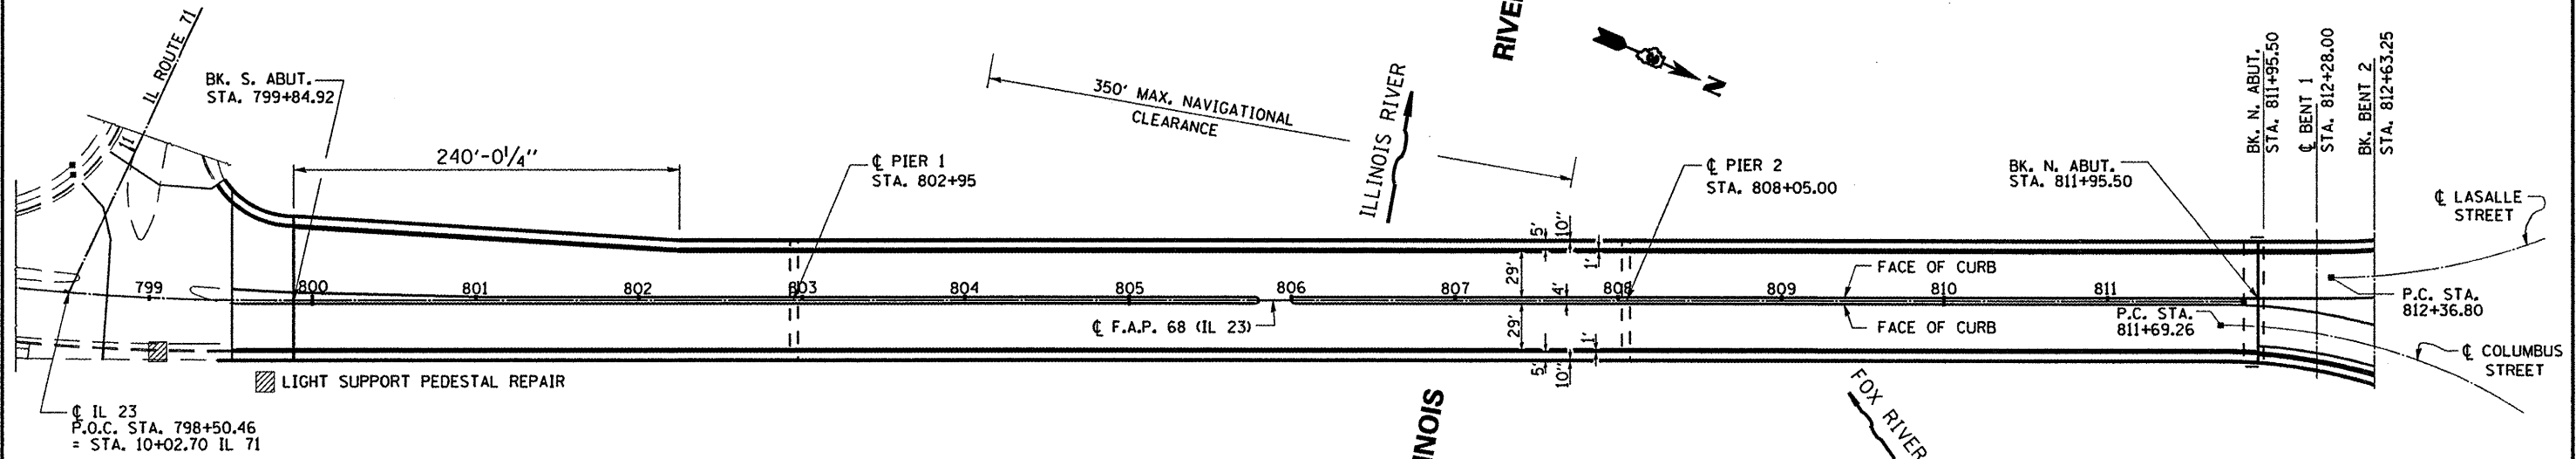 IL ROUTE 71
BK. S. ABUT.
STA. 799+84.92
240'-0¼"
350' MAX. NAVIGATIONAL
CLEARANCE
RIVER
N
ILLINOIS RIVER
℄ PIER 1
STA. 802+95
℄ PIER 2
STA. 808+05.00
BK. N. ABUT.
STA. 811+95.50
BK. N. ABUT.
STA. 811+95.50
℄ BENT 1
STA. 812+28.00
BK. BENT 2
STA. 812+63.25
℄ LASALLE
STREET
5'
10"
1'
29'
4'
FACE OF CURB
799
800
801
802
803
804
805
806
807
808
809
810
811
℄ F.A.P. 68 (IL 23)
29'
1'
5'
10"
FACE OF CURB
P.C. STA.
811+69.26
P.C. STA.
812+36.80
℄ COLUMBUS
STREET
LIGHT SUPPORT PEDESTAL REPAIR
℄ IL 23
P.O.C. STA. 798+50.46
= STA. 10+02.70 IL 71
INOIS
FOX RIVER